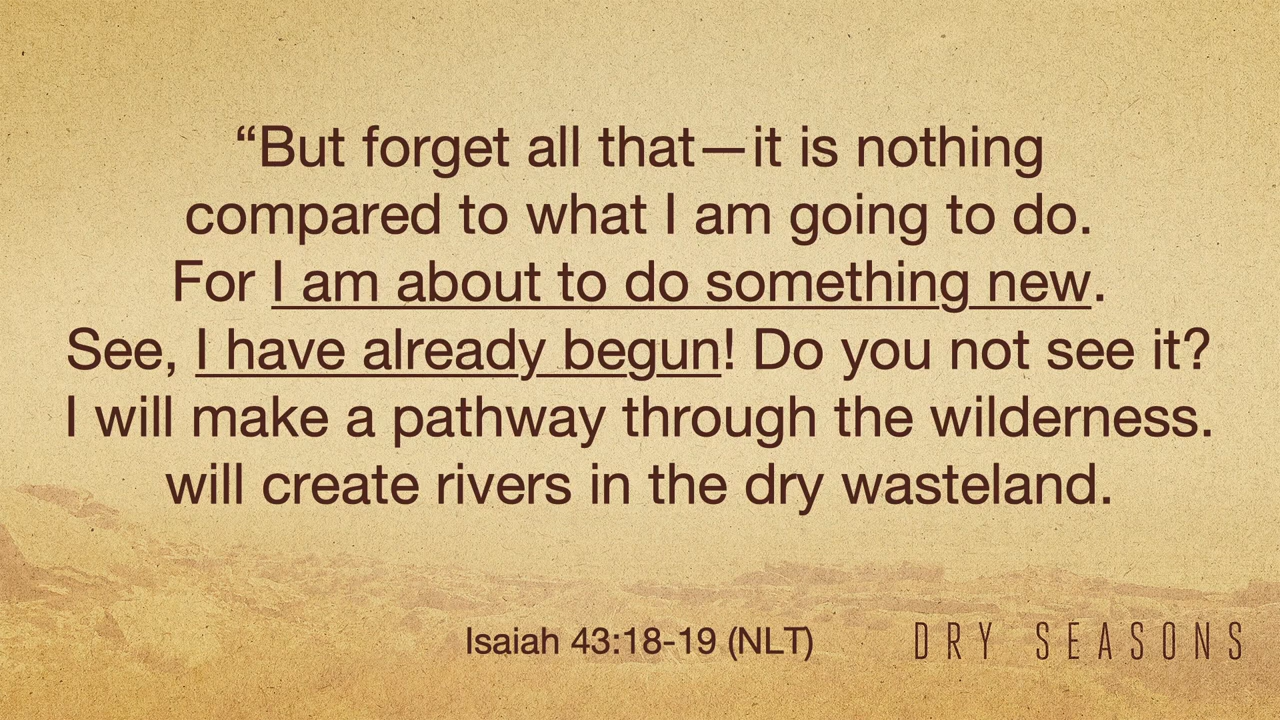 “But forget all that—it is nothing
compared to what I am going to do.
For I am about to do something new.
See, I have already begun! Do you not see it?
I will make a pathway through the wilderness.
will create rivers in the dry wasteland.
Isaiah 43:18-19 (NLT)
DRY SEASONS